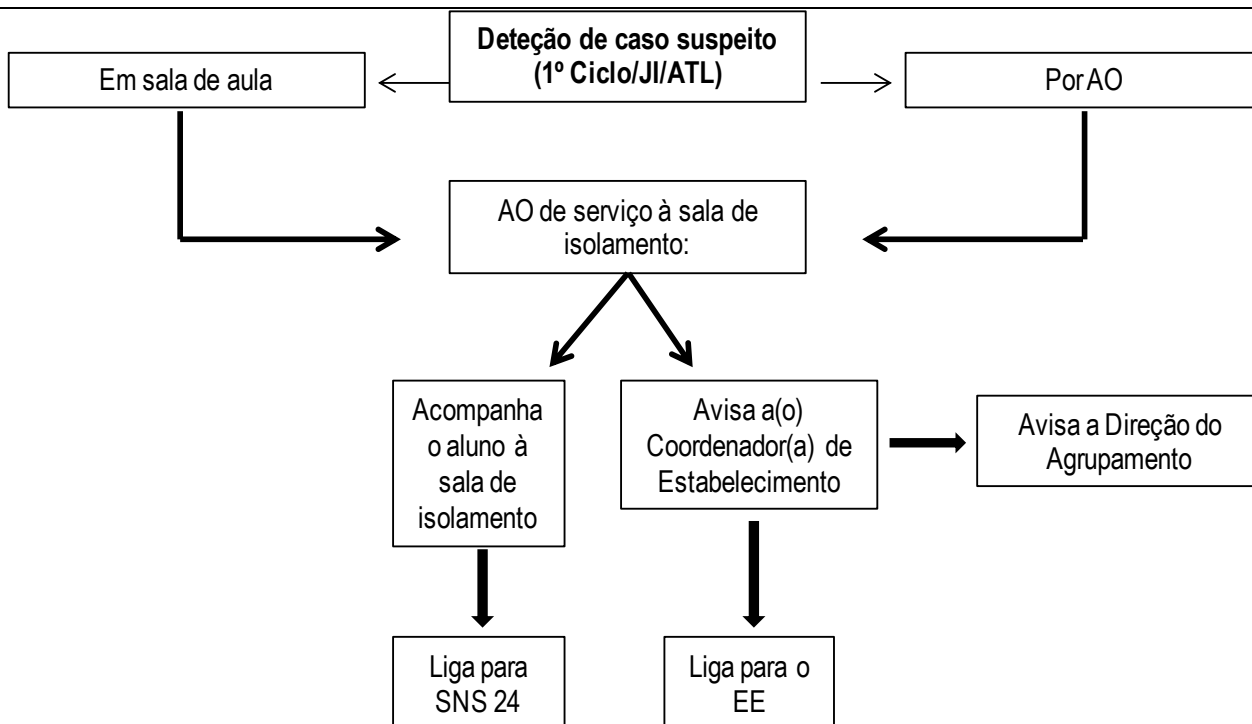 Deteção de caso suspeito
(1º Ciclo/JI/ATL)
Em sala de aula
Por AO
AO de serviço à sala de
isolamento:
Acompanha
o aluno à
sala de
isolamento
Avisa a(o)
Coordenador(a) de
Estabelecimento
Avisa a Direção do
Agrupamento
Liga para
SNS 24
Liga para o
EE